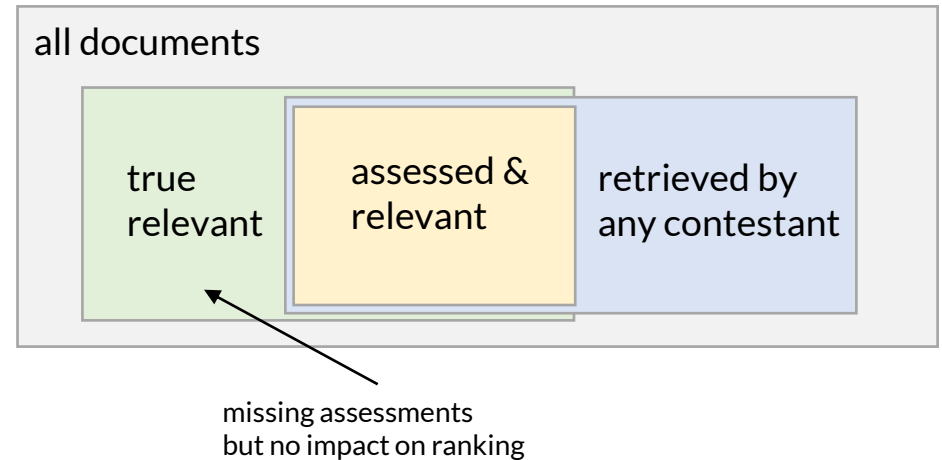 all documents
true
relevant
assessed &
relevant
retrieved by
any contestant
missing assessments
but no impact on ranking